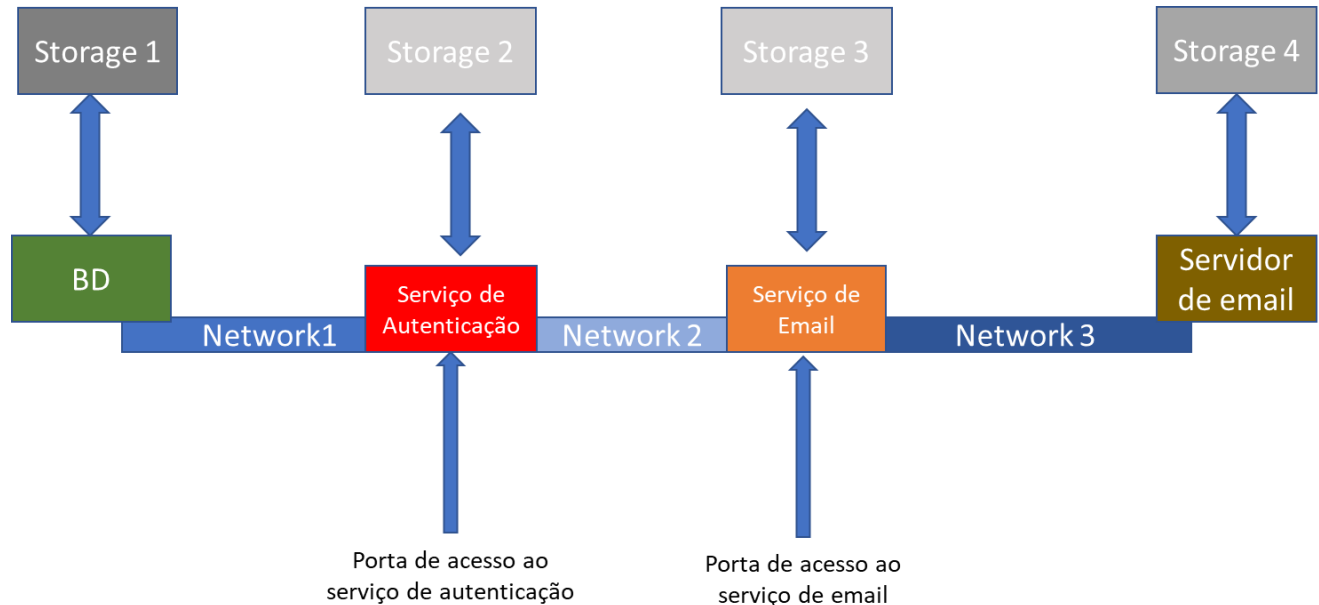 Storage 1
Storage 2
Storage 3
Storage 4
BD
Serviço de
Autenticação
Serviço de
Email
Servidor
de email
Network1
Network 2
Network 3
Porta de acesso ao
serviço de autenticação
Porta de acesso ao
serviço de email